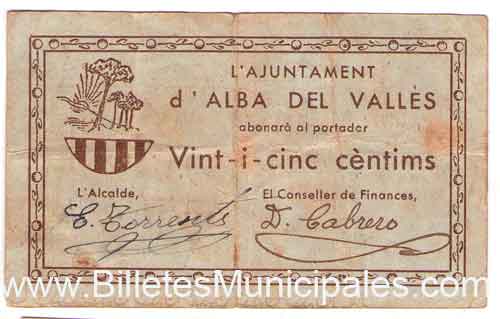 L'AJUNTAMENT
d'ALBA DEL VALLÈS
abonarà al portador
Vint-i-cinc cèntims
L'Alcalde, El Conseller de Finances,
E. Torrents D. Cabrero
www.BilletesMunicipales.com